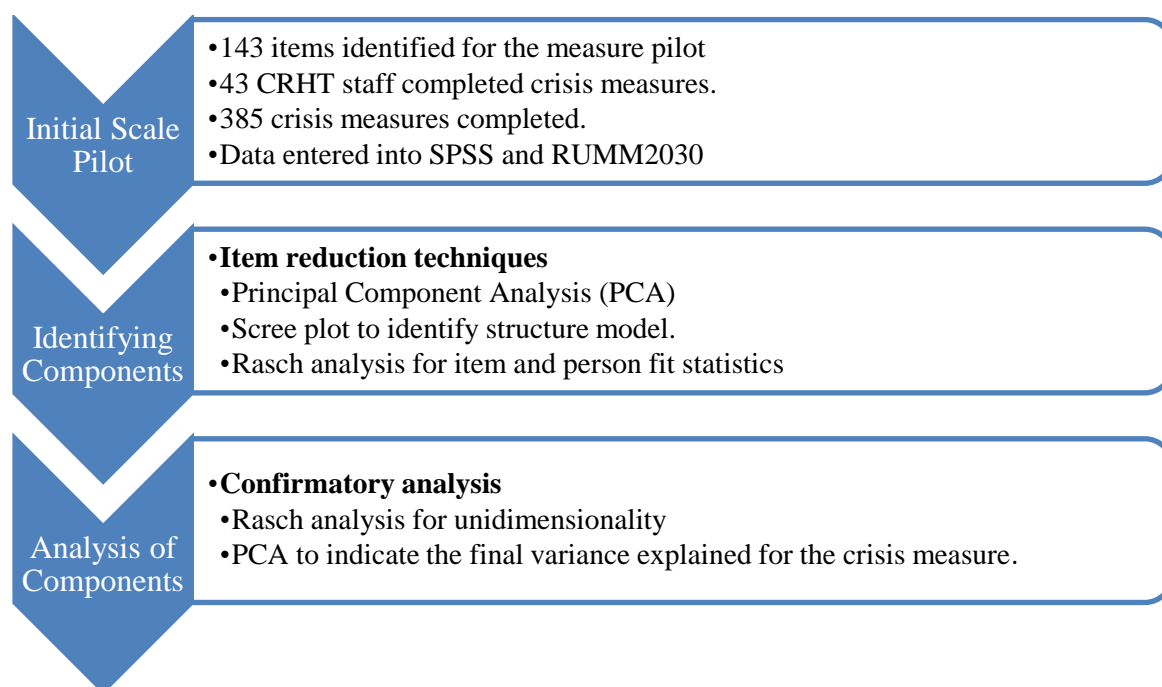 Initial Scale
Pilot
•143 items identified for the measure pilot
•43 CRHT staff completed crisis measures.
•385 crisis measures completed.
•Data entered into SPSS and RUMM2030
Identifying
Components
•Item reduction techniques
•Principal Component Analysis (PCA)
•Scree plot to identify structure model.
•Rasch analysis for item and person fit statistics
Analysis of
Components
•Confirmatory analysis
•Rasch analysis for unidimensionality
•PCA to indicate the final variance explained for the crisis measure.